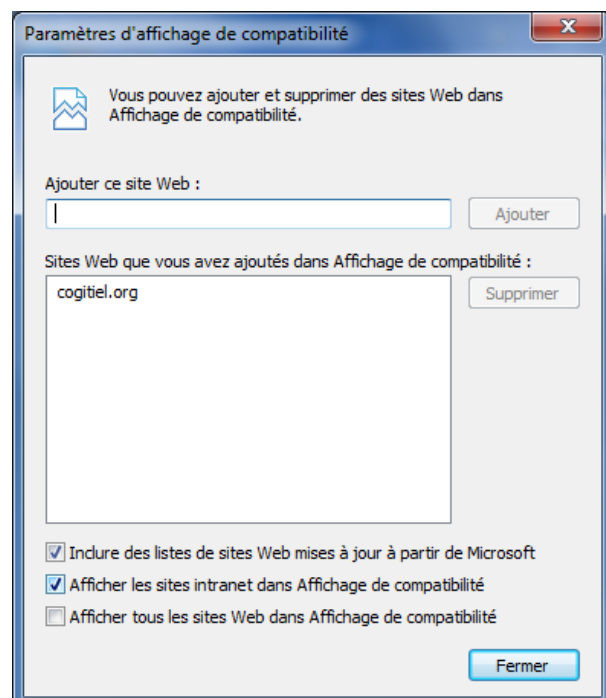 Paramètres d'affichage de compatibilité
Vous pouvez ajouter et supprimer des sites Web dans
Affichage de compatibilité.
Ajouter ce site Web :
Ajouter
Sites Web que vous avez ajoutés dans Affichage de compatibilité :
cogitiel.org
Supprimer
Inclure des listes de sites Web mises à jour à partir de Microsoft
Afficher les sites intranet dans Affichage de compatibilité
Afficher tous les sites Web dans Affichage de compatibilité
Fermer